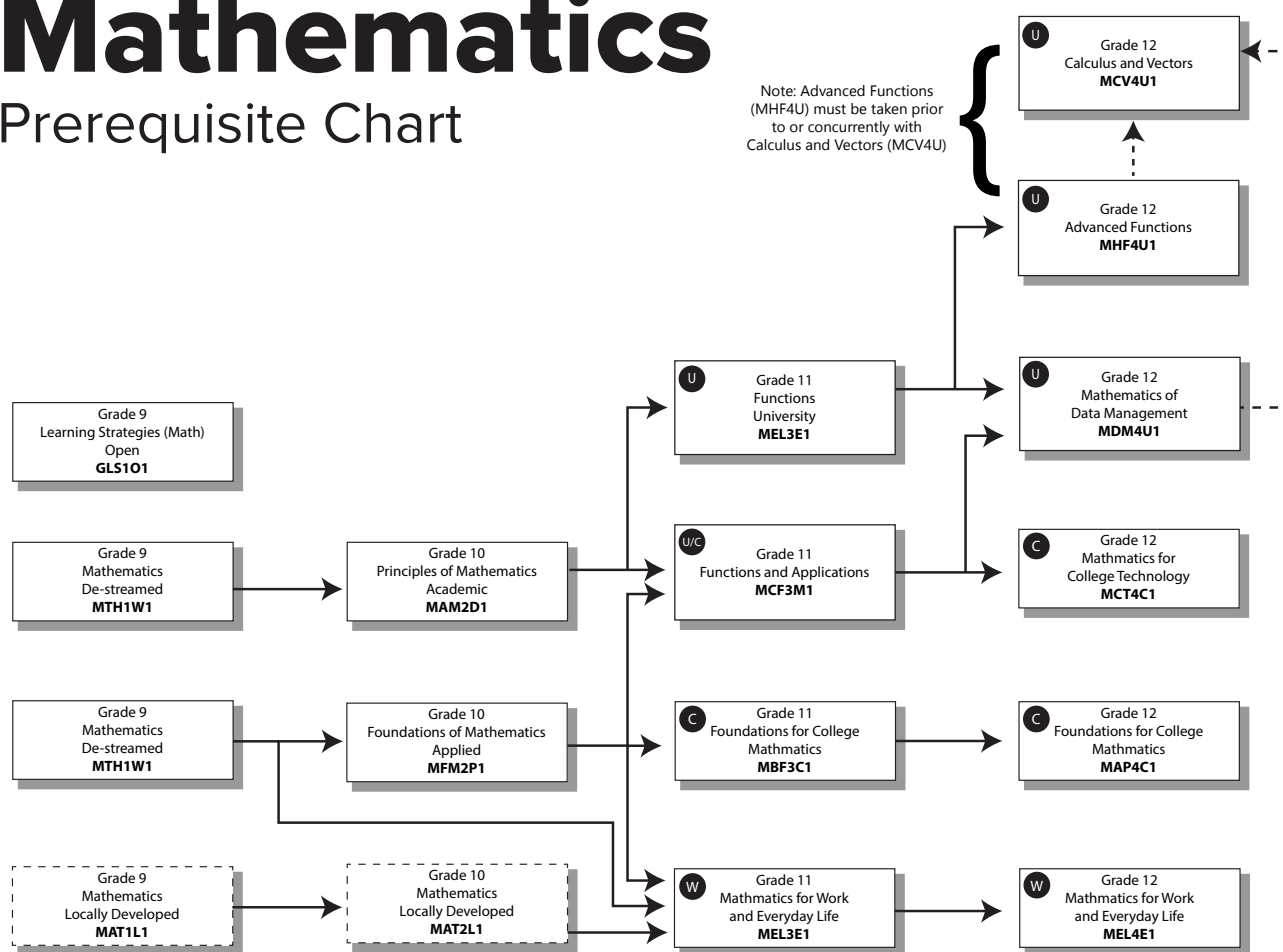 Mathematics
Prerequisite Chart
Note: Advanced Functions
(MHF4U) must be taken prior
to or concurrently with
Calculus and Vectors (MCV4U)
{
U
Grade 12
Calculus and Vectors
MCV4U1
U
Grade 12
Advanced Functions
MHF4U1
Grade 9
Learning Strategies (Math)
Open
GLS1O1
U
Grade 11
Functions
University
MEL3E1
U
Grade 12
Mathematics of
Data Management
MDM4U1
Grade 9
Mathematics
De-streamed
MTH1W1
Grade 10
Principles of Mathematics
Academic
MAM2D1
U/C
Grade 11
Functions and Applications
MCF3M1
C
Grade 12
Mathmatics for
College Technology
MCT4C1
Grade 9
Mathematics
De-streamed
MTH1W1
Grade 10
Foundations of Mathematics
Applied
MFM2P1
C
Grade 11
Foundations for College
Mathmatics
MBF3C1
C
Grade 12
Foundations for College
Mathmatics
MAP4C1
Grade 9
Mathematics
Locally Developed
MAT1L1
Grade 10
Mathematics
Locally Developed
MAT2L1
W
Grade 11
Mathmatics for Work
and Everyday Life
MEL3E1
W
Grade 12
Mathmatics for Work
and Everyday Life
MEL4E1